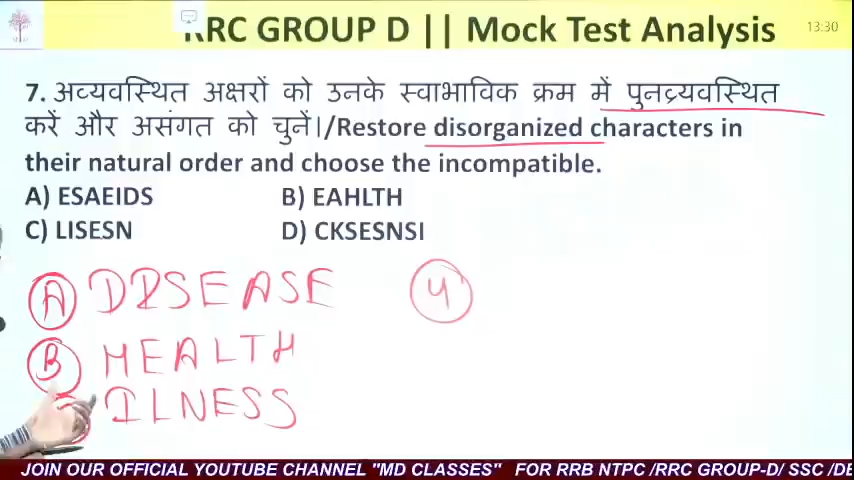 RRC GROUP D || Mock Test Analysis
13:30
7. अव्यवस्थित अक्षरों को उनके स्वाभाविक क्रम में पुनव्र्यवस्थित
करें और असंगत को चुनें।/Restore disorganized characters in
their natural order and choose the incompatible.
A) ESAEIDS B) EAHLTH
C) LISESN D) CKSESNSI
A DISEASE 4
B HEALTH
ILNESS
JOIN OUR OFFICIAL YOUTUBE CHANNEL "MD CLASSES" FOR RRB NTPC /RRC GROUP-D/ SSC /DE